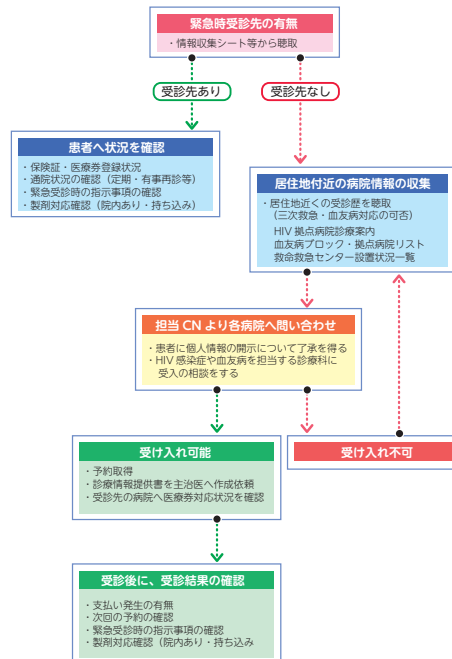 緊急時受診先の有無
・情報収集シート等から聴取
受診先あり
受診先なし
患者へ状況を確認
・保険証・医療券登録状況
・通院状況の確認（定期・有事再診等）
・緊急受診時の指示事項の確認
・製剤対応確認（院内あり・持ち込み）
居住地付近の病院情報の収集
・居住地近くの受診歴を聴取
（三次救急・血友病対応の可否）
HIV 拠点病院診療案内
血友病ブロック・拠点病院リスト
救命救急センター設置状況一覧
担当 CN より各病院へ問い合わせ
・患者に個人情報の開示について了承を得る
・HIV 感染症や血友病を担当する診療科に
受入の相談をする
受け入れ可能
・予約取得
・診療情報提供書を主治医へ作成依頼
・受診先の病院へ医療券対応状況を確認
受け入れ不可
受診後に、受診結果の確認
・支払い発生の有無
・次回の予約の確認
・緊急受診時の指示事項の確認
・製剤対応確認（院内あり・持ち込み